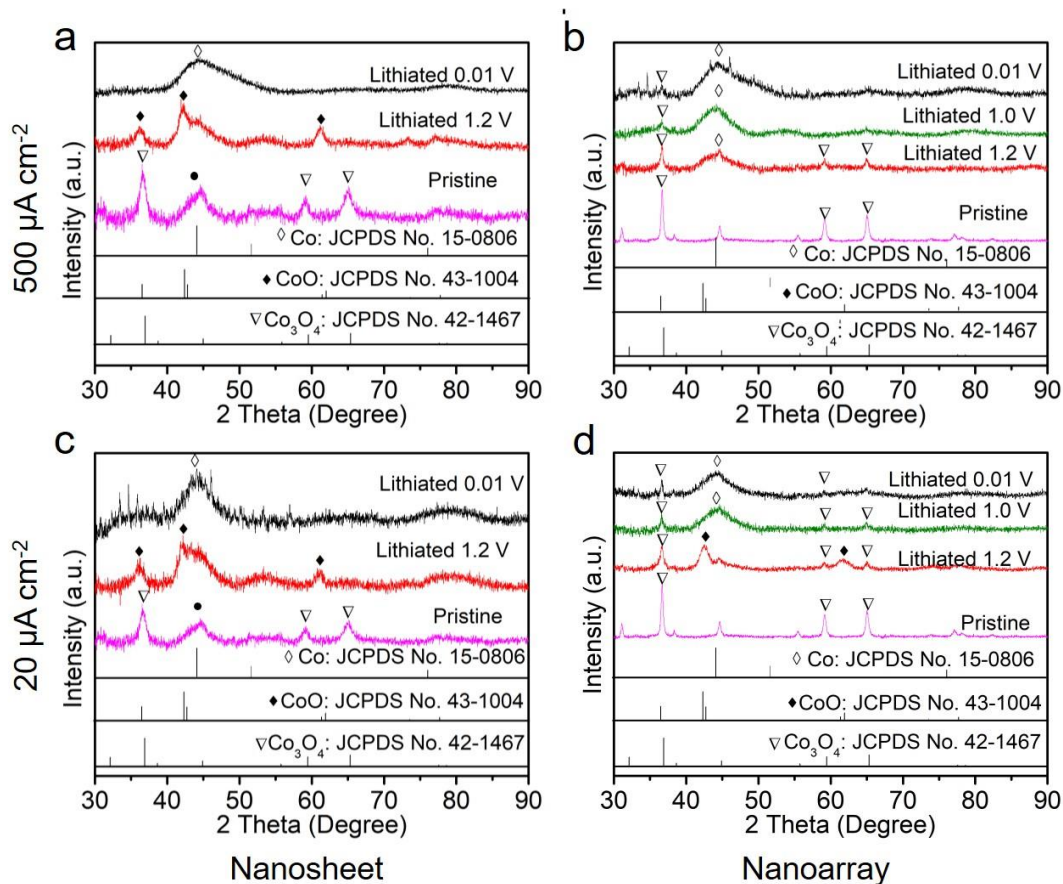 a
500 µA cm-2
Intensity (a.u.)
Lithiated 0.01 V
Lithiated 1.2 V
Pristine
◊ Co: JCPDS No. 15-0806
♦ CoO: JCPDS No. 43-1004
▽Co3O4: JCPDS No. 42-1467
30 40 50 60 70 80 90
2 Theta (Degree)
b
Intensity (a.u.)
Lithiated 0.01 V
Lithiated 1.0 V
Lithiated 1.2 V
Pristine
◊ Co: JCPDS No. 15-0806
♦ CoO: JCPDS No. 43-1004
▽Co3O4: JCPDS No. 42-1467
30 40 50 60 70 80 90
2 Theta (Degree)
c
20 µA cm-2
Intensity (a.u.)
Lithiated 0.01 V
Lithiated 1.2 V
Pristine
◊ Co: JCPDS No. 15-0806
♦ CoO: JCPDS No. 43-1004
▽Co3O4: JCPDS No. 42-1467
30 40 50 60 70 80 90
2 Theta (Degree)
Nanosheet
d
Intensity (a.u.)
Lithiated 0.01 V
Lithiated 1.0 V
Lithiated 1.2 V
Pristine
◊ Co: JCPDS No. 15-0806
♦ CoO: JCPDS No. 43-1004
▽Co3O4: JCPDS No. 42-1467
30 40 50 60 70 80 90
2 Theta (Degree)
Nanoarray